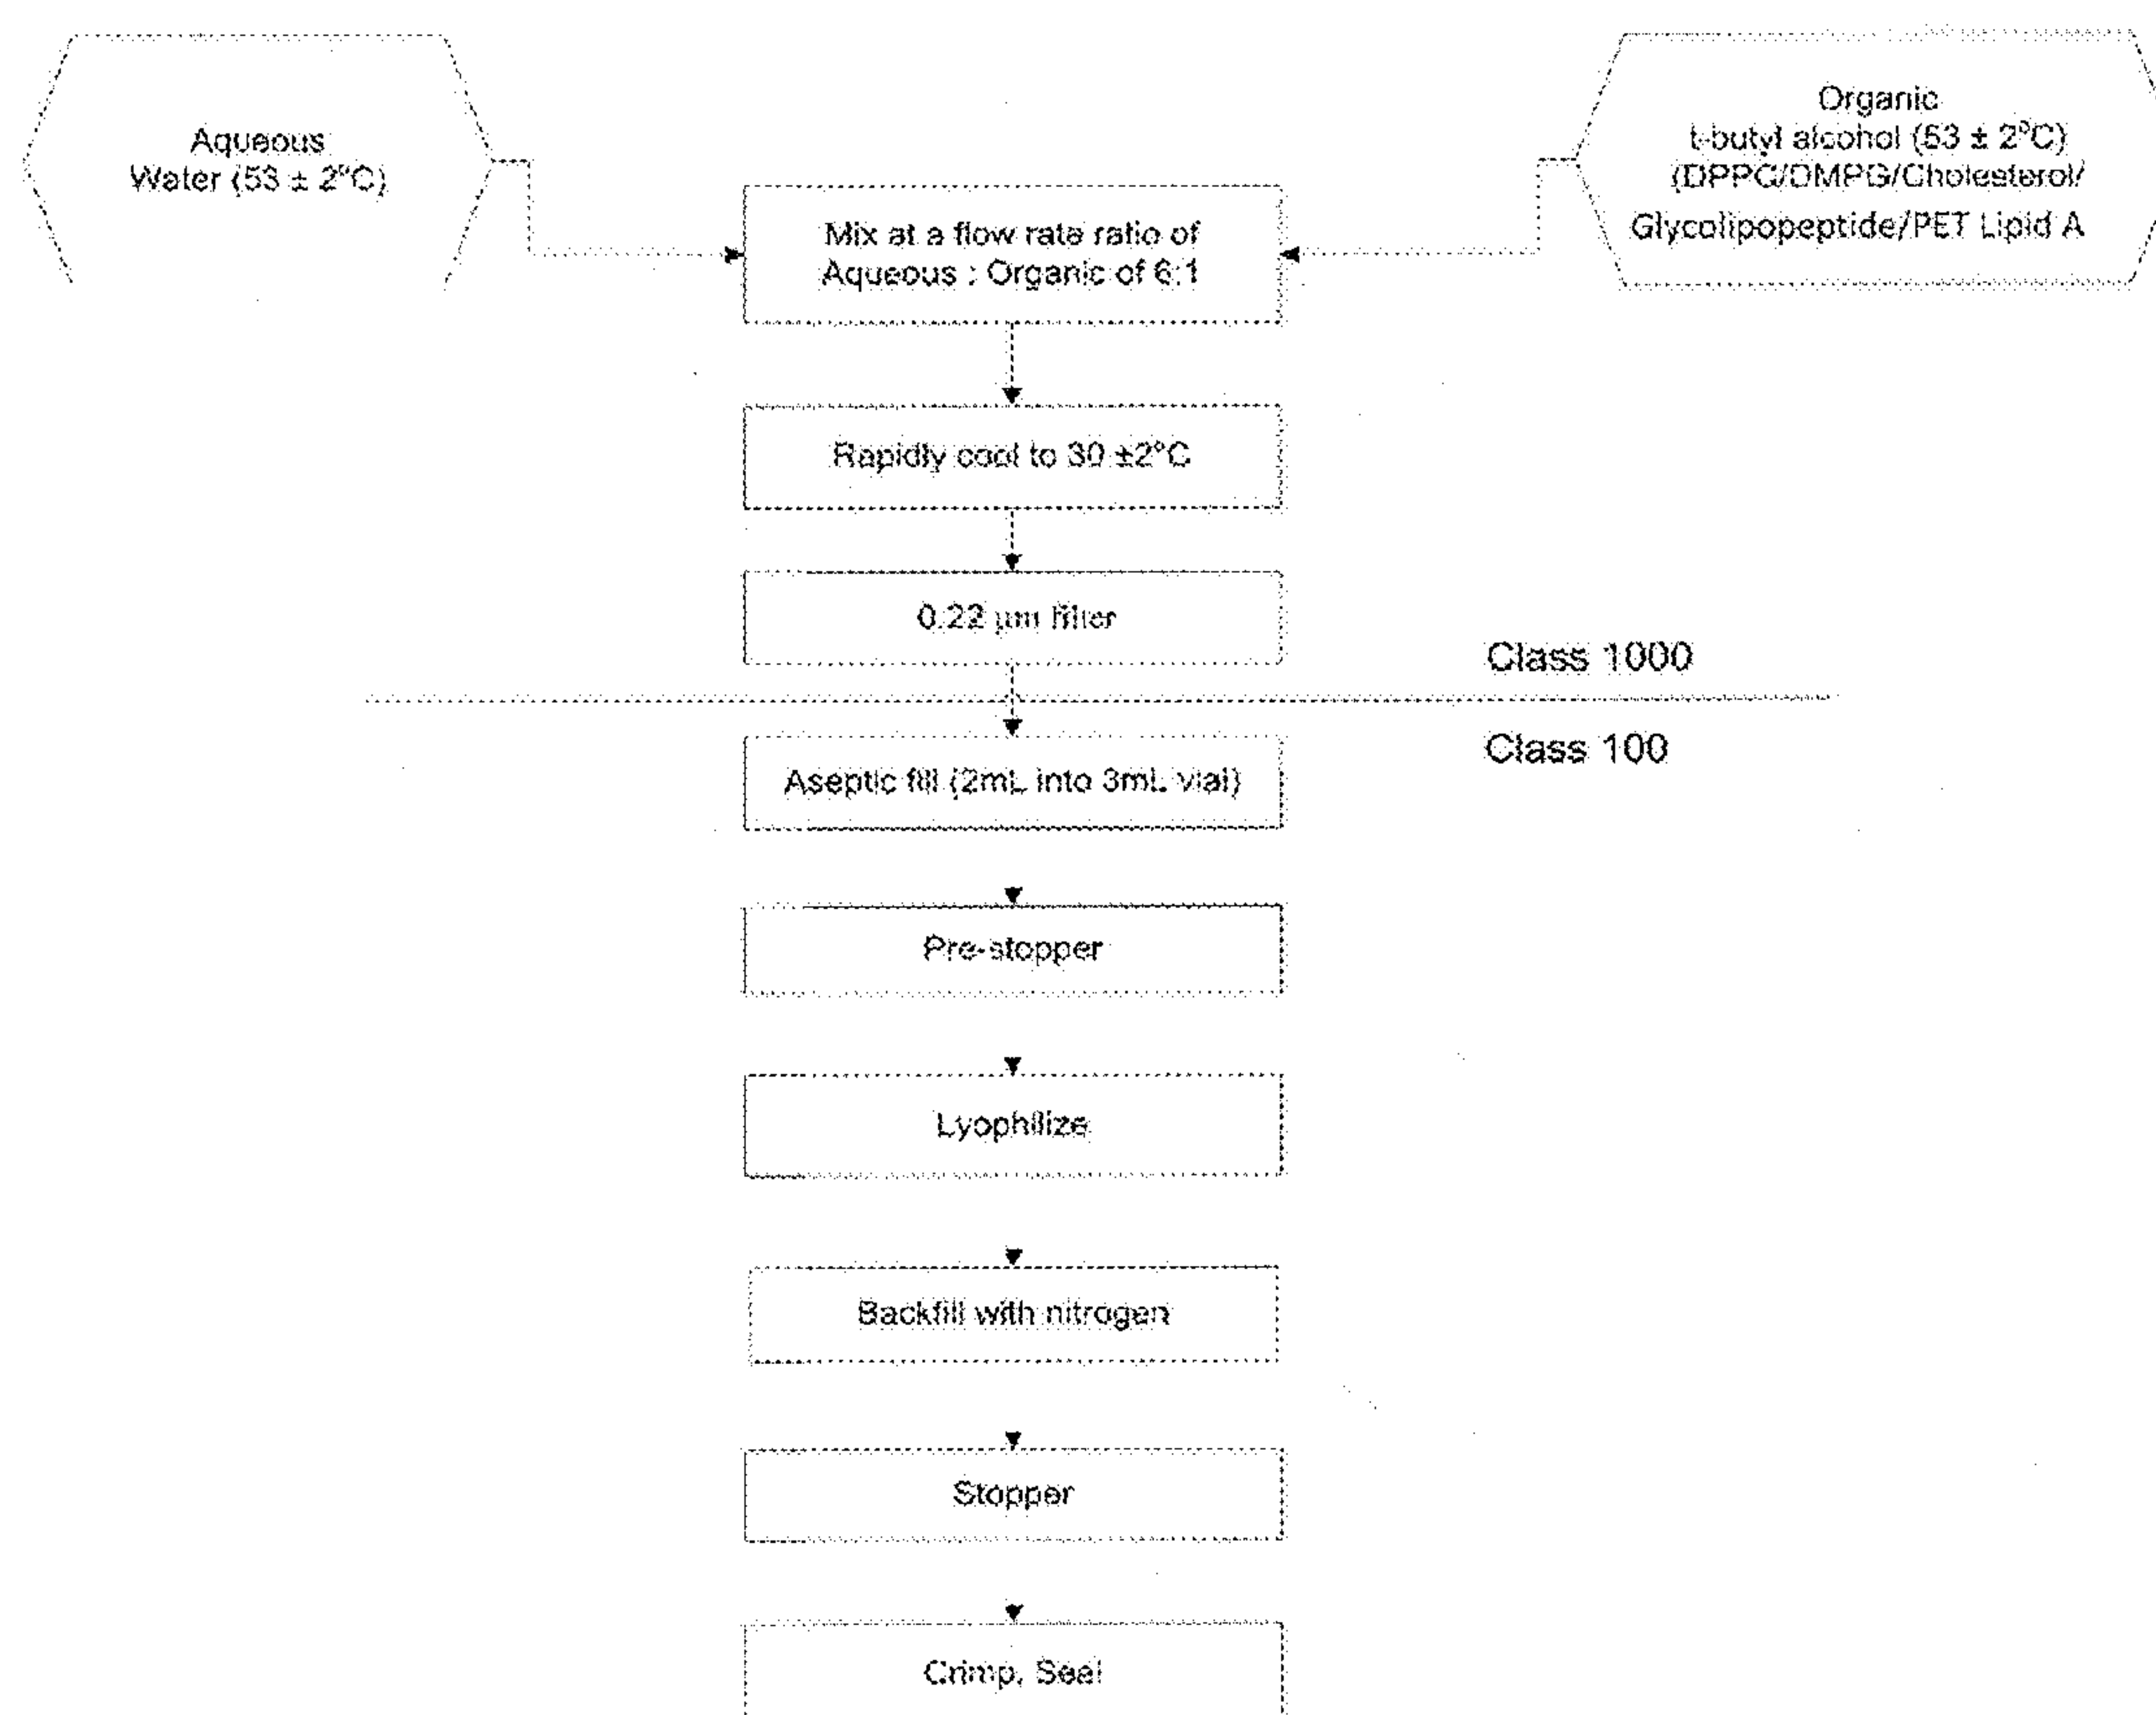 Aqueous
Water (53 ± 2°C)
Organic
t-butyl alcohol (53 ± 2°C)
(DPPC/DMPG/Cholesterol/
Glycolipopeptide/PET Lipid A
Mix at a flow rate ratio of
Aqueous : Organic of 6:1
Rapidly cool to 30 ±2°C
0.22 µm filter
Class 1000
Class 100
Aseptic fill (2mL into 3mL vial)
Pre-stopper
Lyophilize
Backfill with nitrogen
Stopper
Crimp, Seal